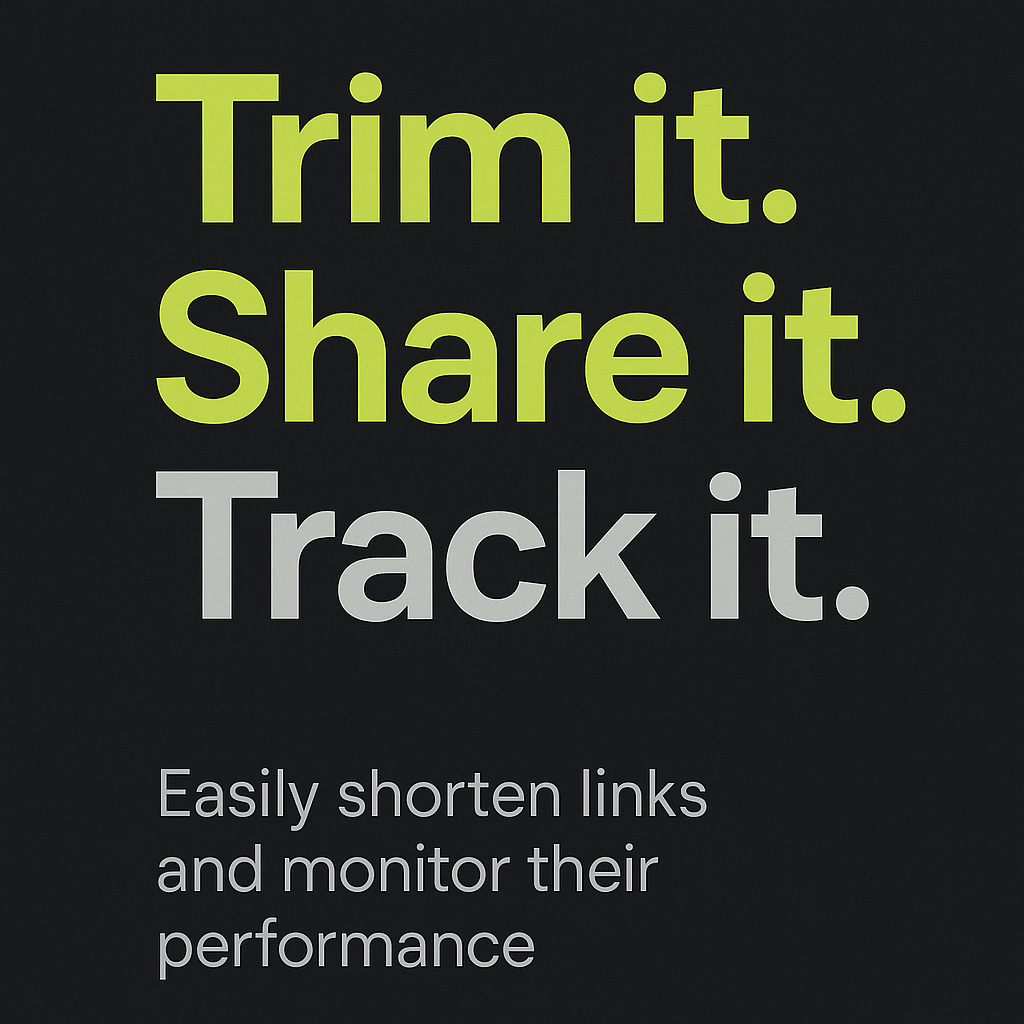 Trim it.
Share it.
Track it.
Easily shorten links
and monitor their
performance